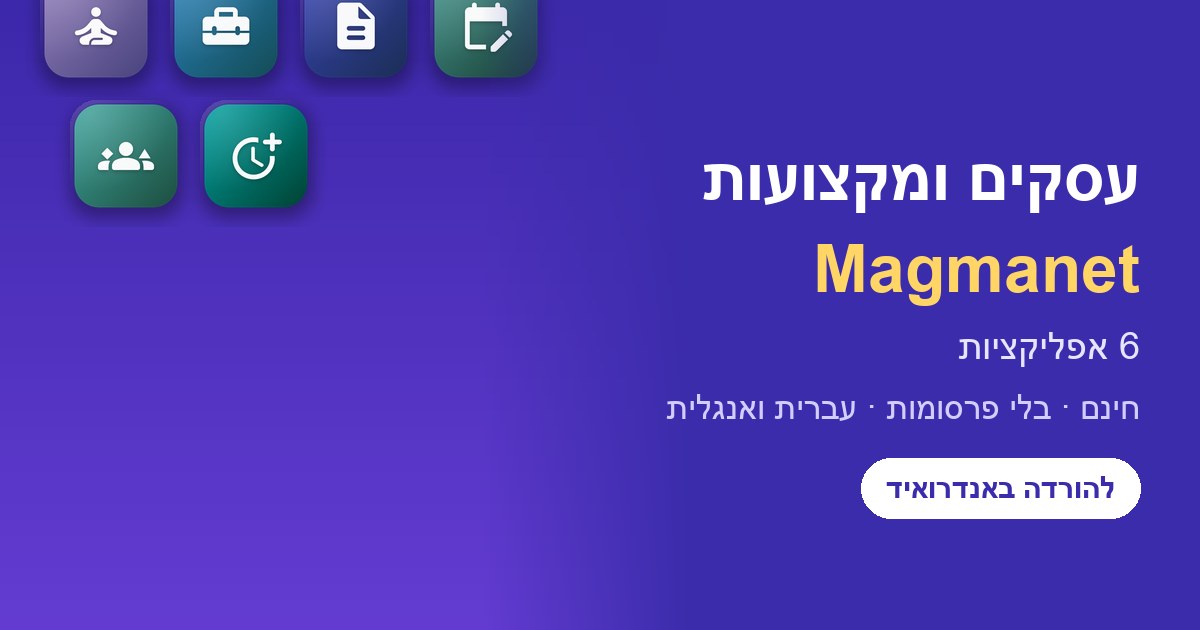 עסקים ומקצועות
Magmanet
6 אפליקציות
חינם · בלי פרסומות · עברית ואנגלית
להורדה באנדרואיד